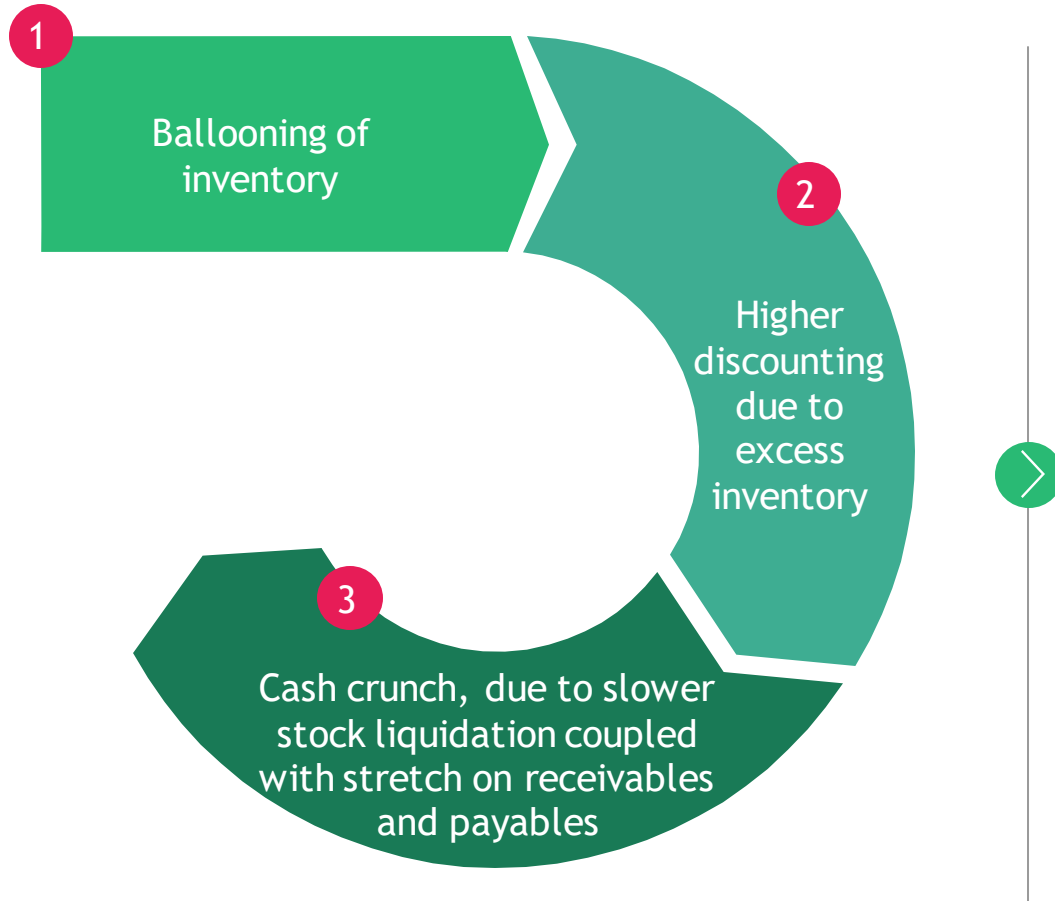 1
Ballooning of
inventory
2
Higher
discounting
due to
excess
inventory
3
Cash crunch, due to slower
stock liquidation coupled
with stretch on receivables
and payables